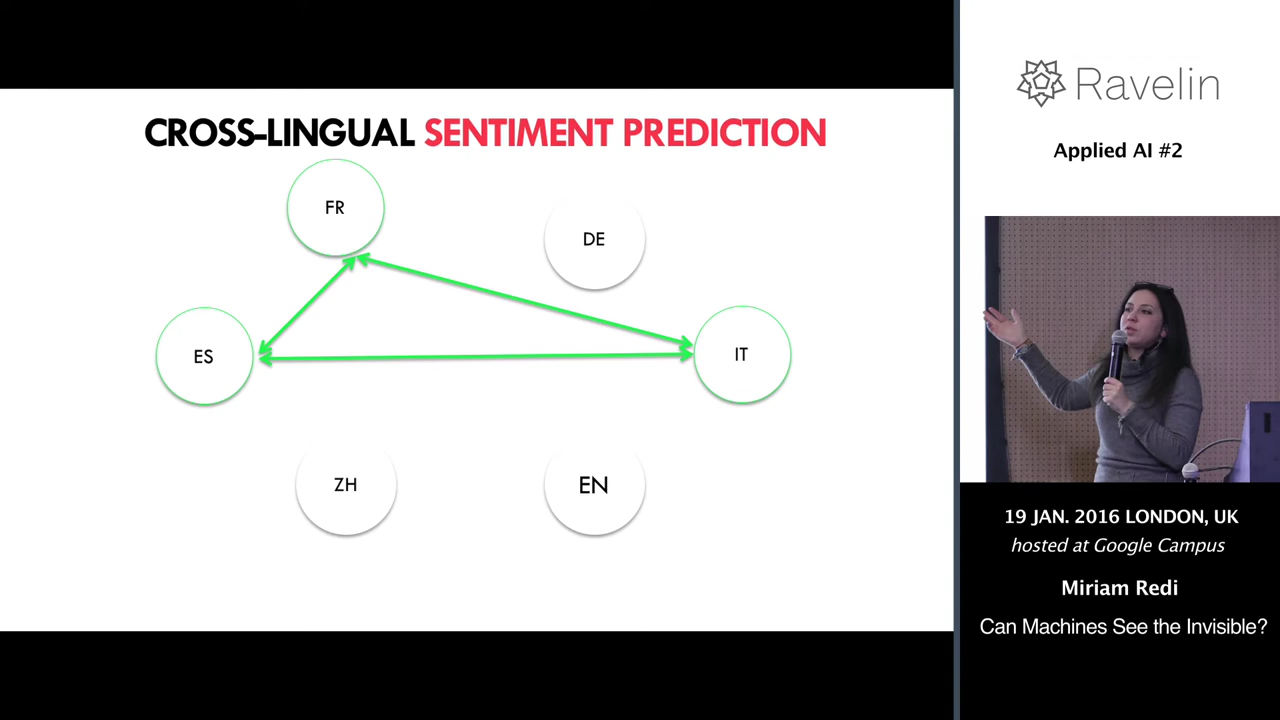 CROSS-LINGUAL SENTIMENT PREDICTION
FR
DE
ES
IT
ZH
EN
Ravelin
Applied AI #2
19 JAN. 2016 LONDON, UK
hosted at Google Campus
Miriam Redi
Can Machines See the Invisible?